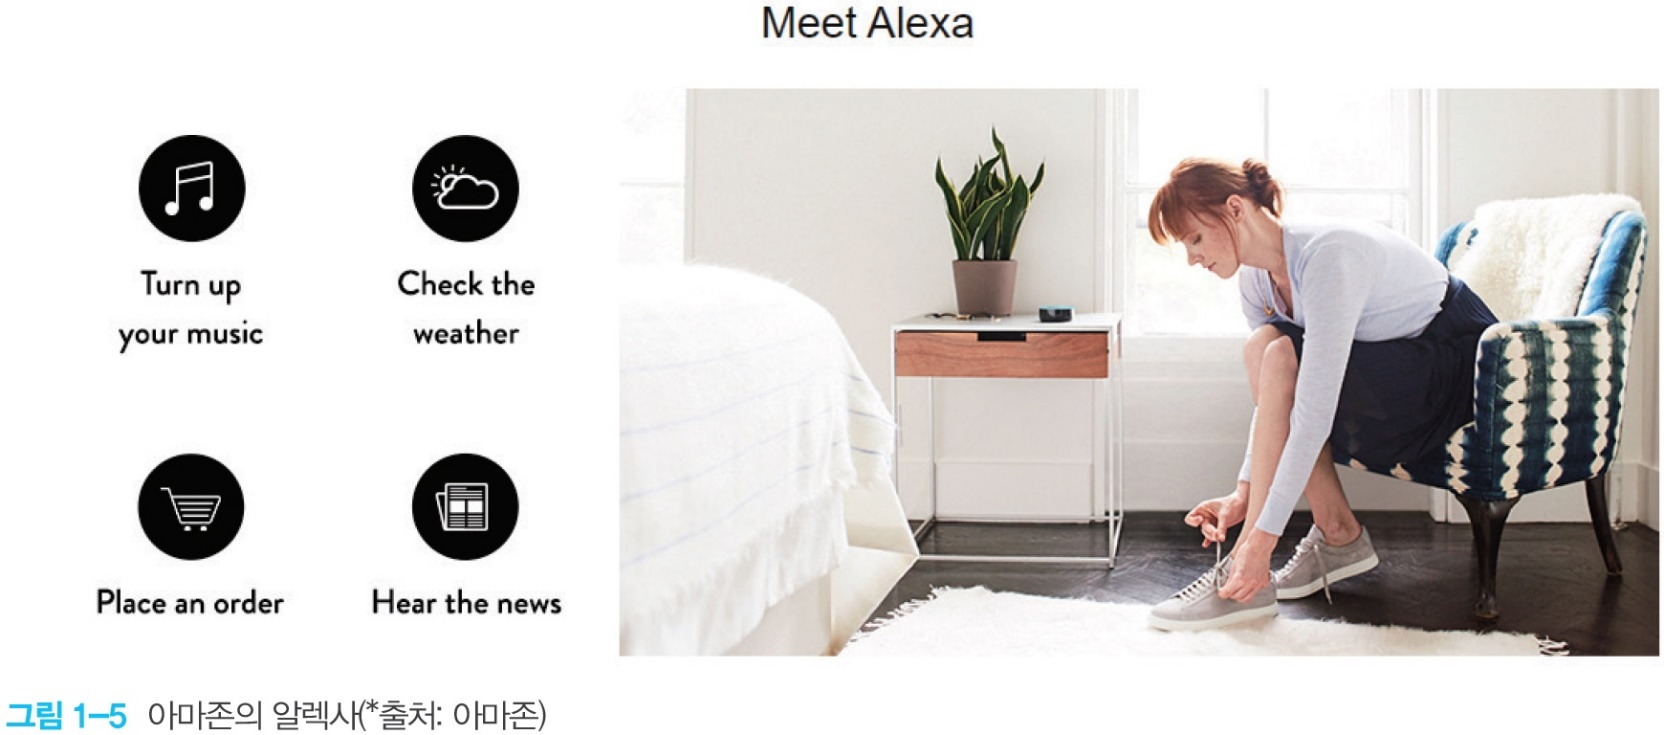 Meet Alexa
Turn up
your music
Check the
weather
Place an order
Hear the news
그림 1-5 아마존의 알렉사(*출처: 아마존)